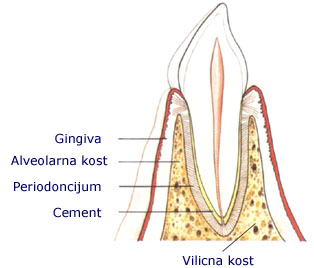 Gingiva
Alveolarna kost
Periodoncijum
Cement
Vilicna kost